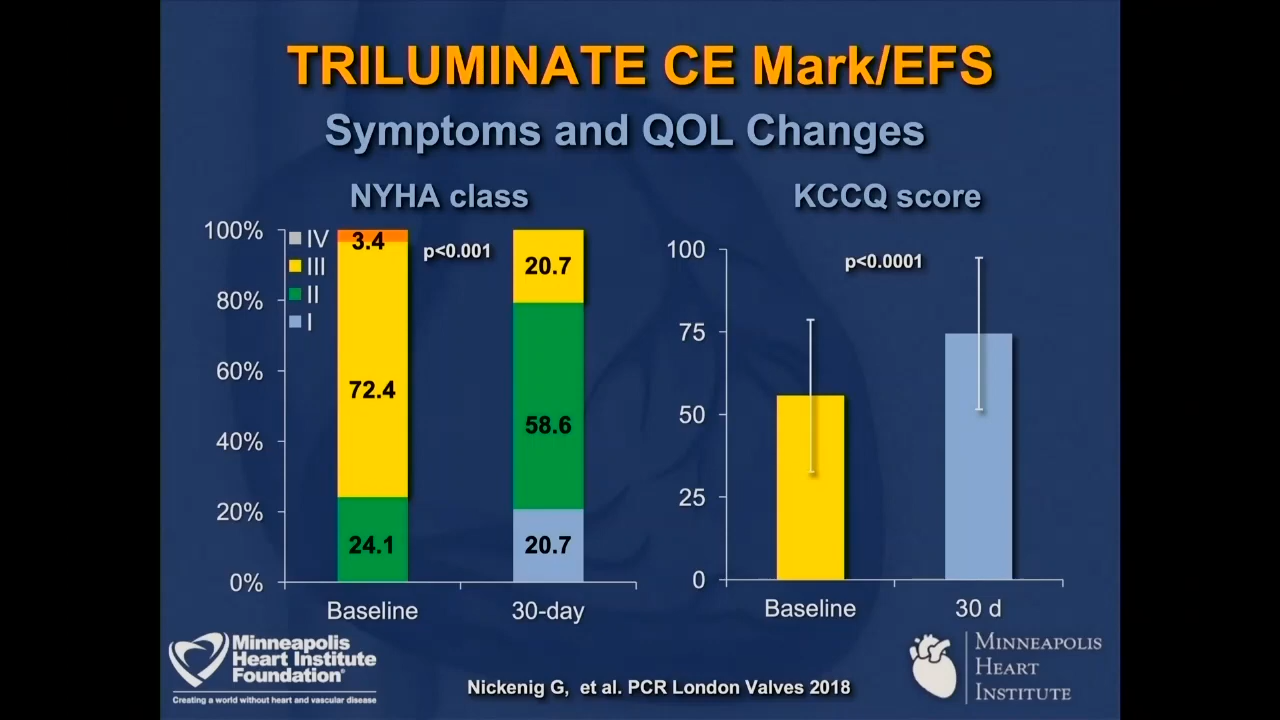 TRILUMINATE CE Mark/EFS
Symptoms and QOL Changes
NYHA class
100%
80%
60%
40%
20%
0%
IV
III
II
I
3.4
72.4
24.1
p<0.001
20.7
58.6
20.7
Baseline
30-day
KCCQ score
100
75
50
25
0
p<0.0001
Baseline
30 d
Minneapolis
Heart Institute
Foundation®
Creating a world without heart and vascular disease
Nickenig G, et al. PCR London Valves 2018
MINNEAPOLIS
HEART
INSTITUTE